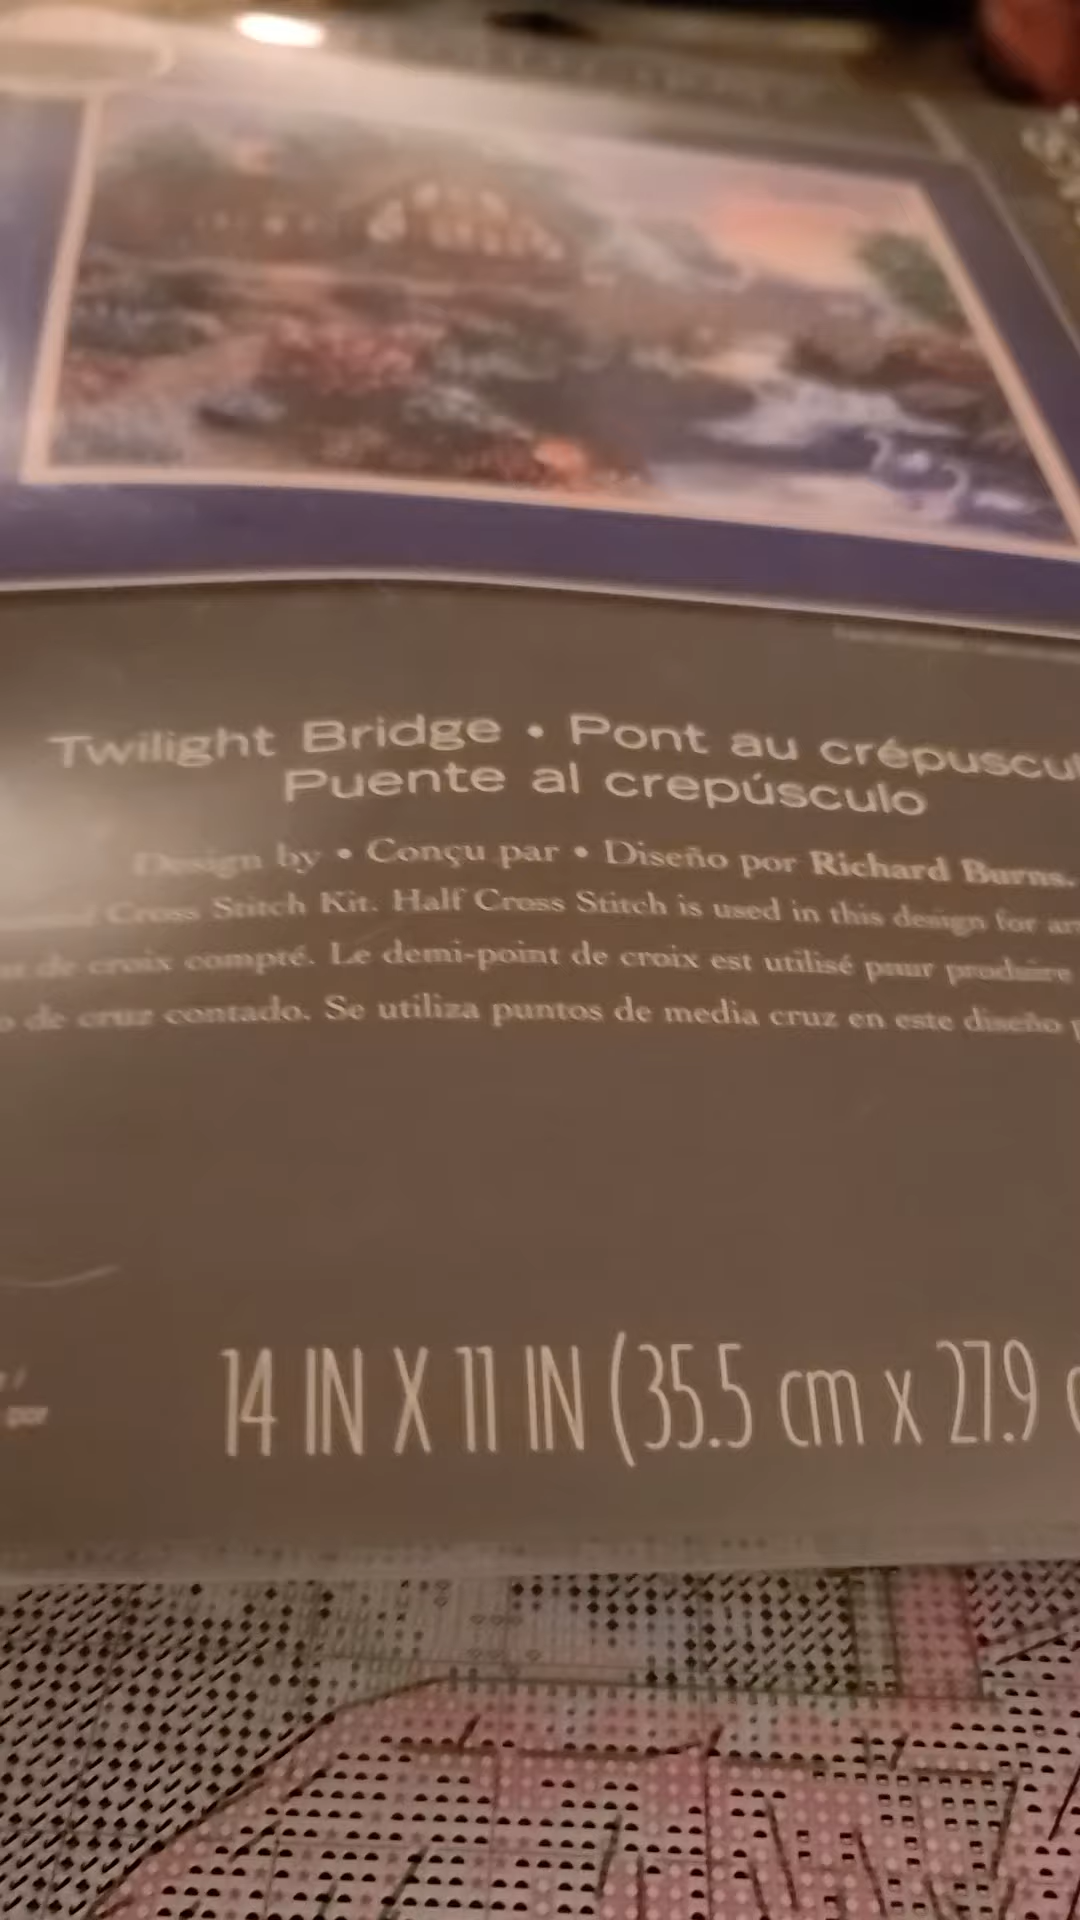 Twilight Bridge • Pont au crépuscul
Puente al crepúsculo
Design by • Conçu par • Diseño por Richard Burns.
Cross Stitch Kit. Half Cross Stitch is used in this design for
de croix compté. Le demi-point de croix est utilisé pour produire
de cruz contado. Se utiliza puntos de media cruz en este diseño
por
14 IN X 11 IN (35.5 cm x 27.9